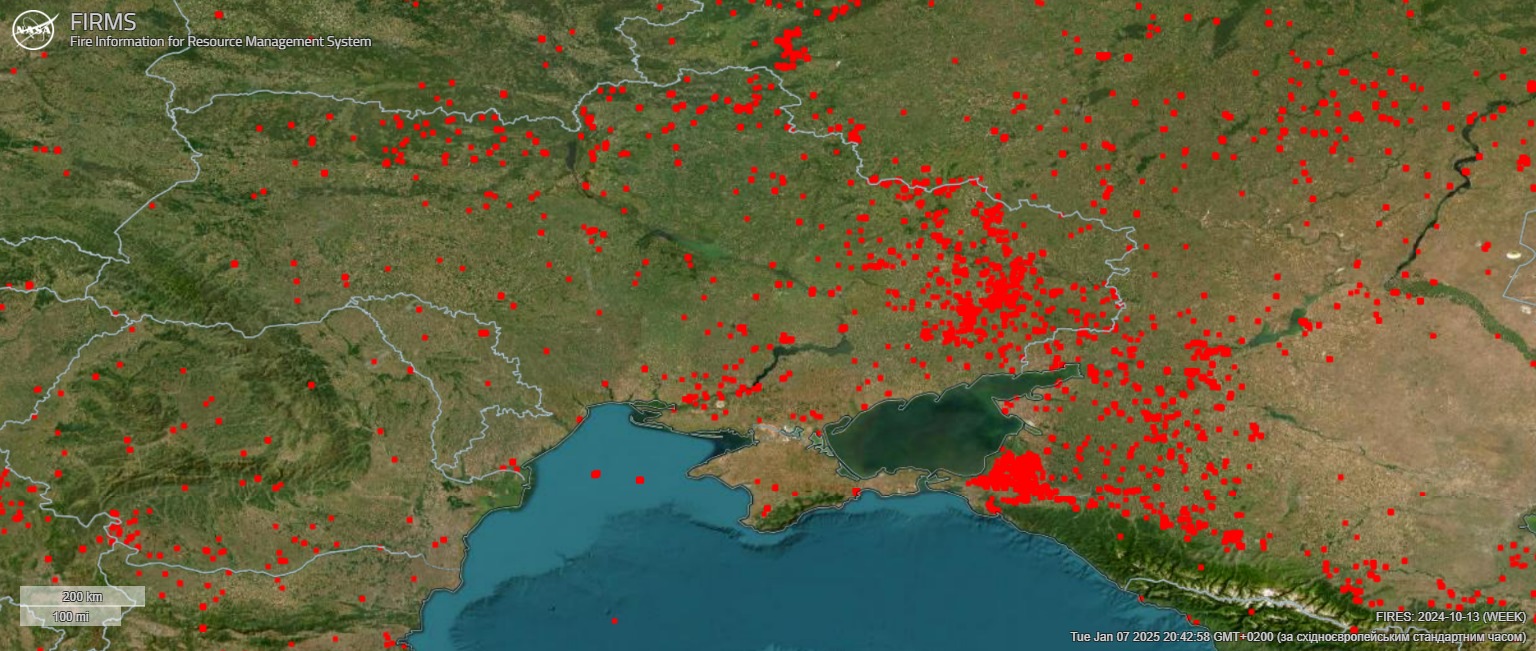 NASA
FIRMS
Fire Information for Resource Management System
200 km
100 mi
FIRES: 2024-10-13 (WEEK)
Tue Jan 07 2025 20:42:58 GMT+0200 (за східноєвропейським стандартним часом)